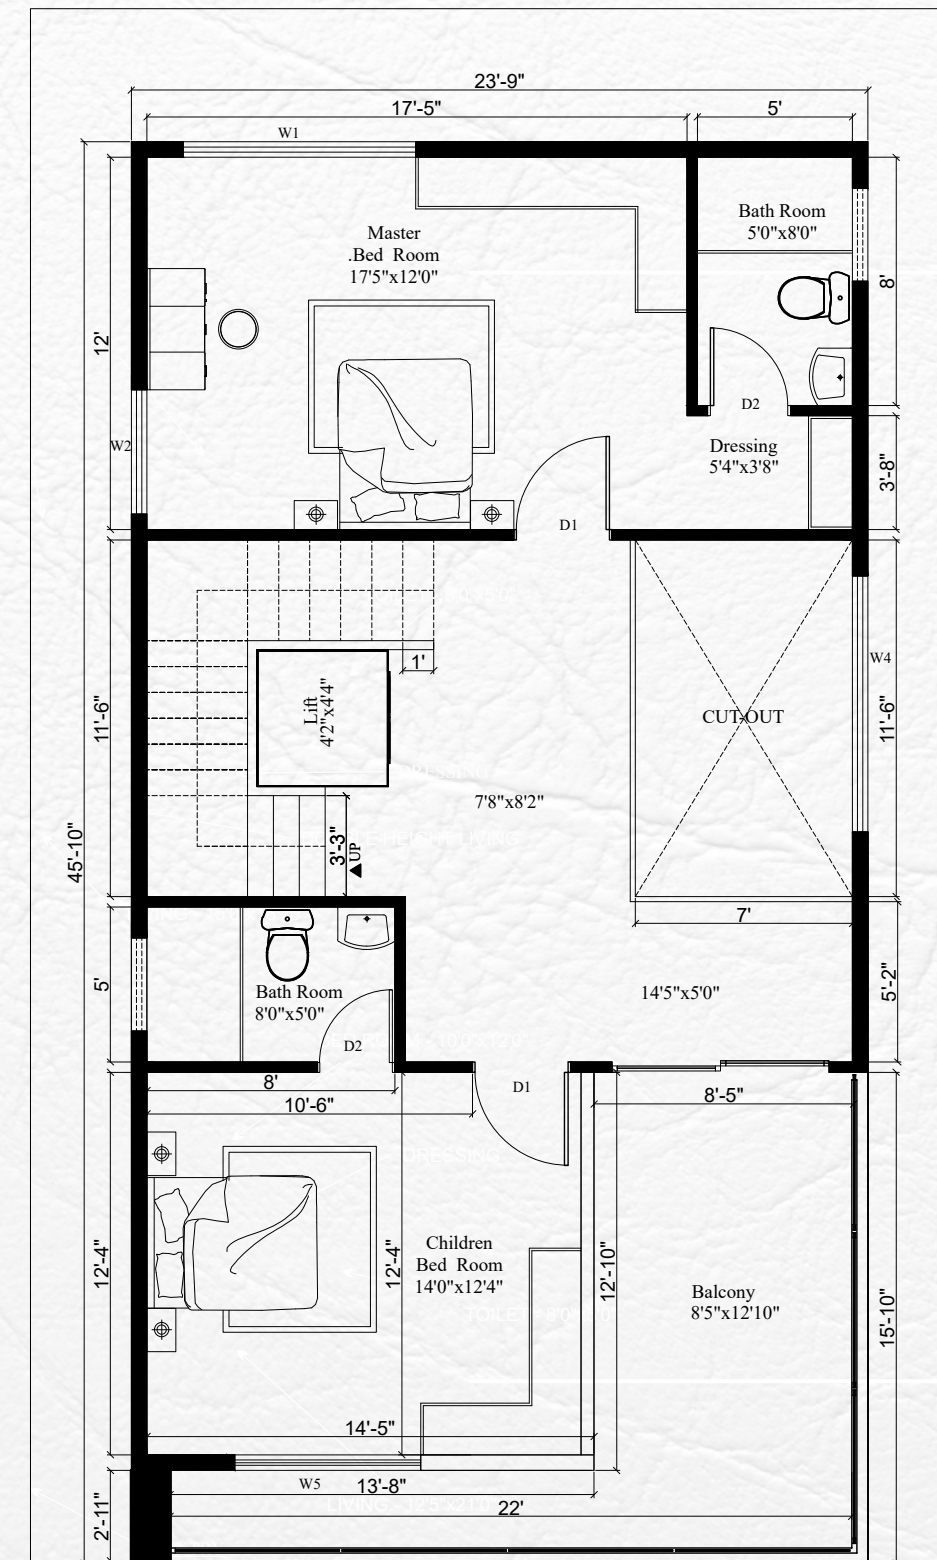 23'-9"
17'-5"
5'
W1
Bath Room
5'0"x8'0"
Master
.Bed Room
17'5"x12'0"
8'
12'
D2
W2
Dressing
5'4"x3'8"
3'-8"
D1
1'
W4
Lift
4'2"x4'4"
11'-6"
CUT-OUT
11'-6"
7'8"x8'2"
45'-10"
3'-3"
UP
7'
5'
Bath Room
8'0"x5'0"
14'5"x5'0"
5'-2"
D2
8'
D1
8'-5"
10'-6"
DRESSING
12'-4"
12'-4"
Children
Bed Room
14'0"x12'4"
12'-10"
Balcony
8'5"x12'10"
15'-10"
14'-5"
W5
13'-8"
22'
2'-11"